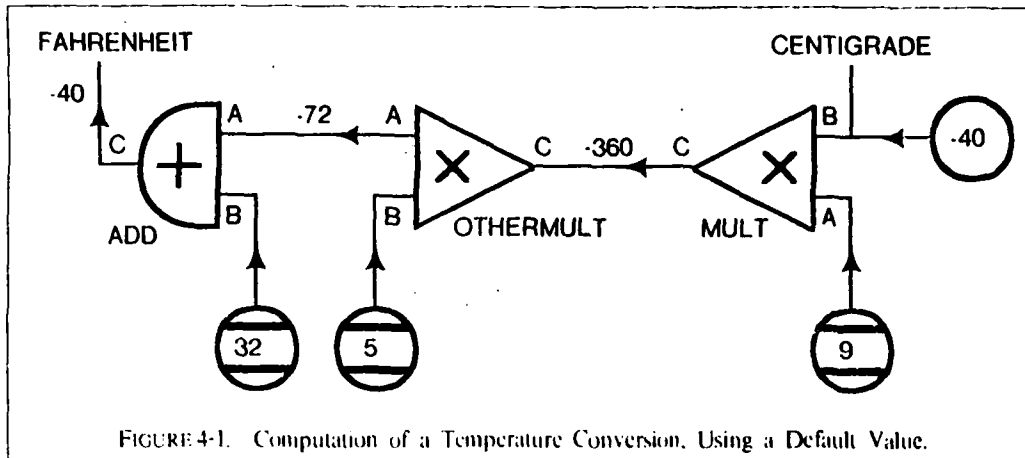 FAHRENHEIT
CENTIGRADE
-40
A
-72
A
B
-40
C
C
-360
C
B
B
A
ADD
OTHERMULT
MULT
32
5
9
FIGURE 4-1. Computation of a Temperature Conversion, Using a Default Value.